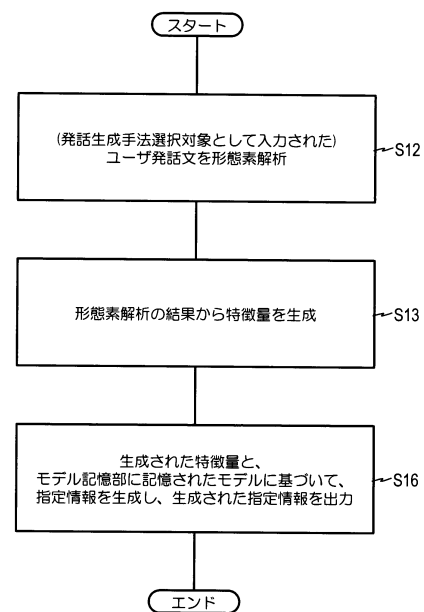 スタート
(発話生成手法選択対象として入力された)
ユーザ発話文を形態素解析
S12
形態素解析の結果から特徴量を生成
S13
生成された特徴量と、
モデル記憶部に記憶されたモデルに基づいて、
指定情報を生成し、生成された指定情報を出力
S16
エンド